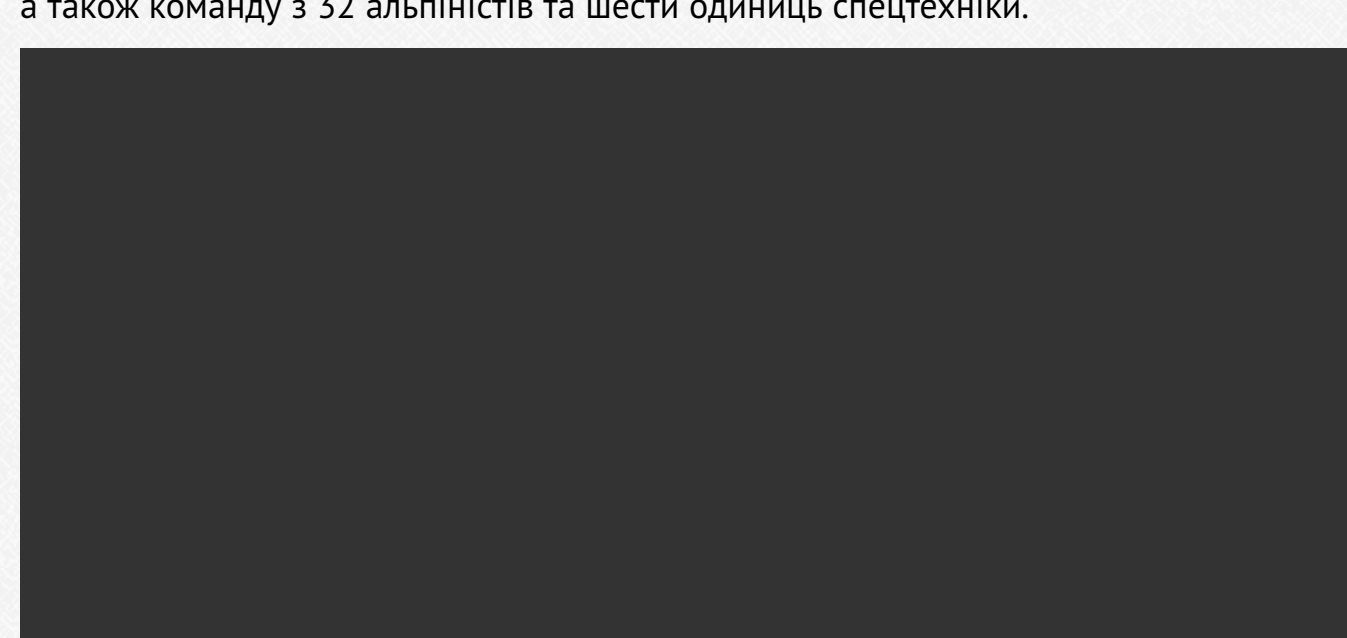 а також команду з 32 альпіністів та шести одиниць спецтехніки.